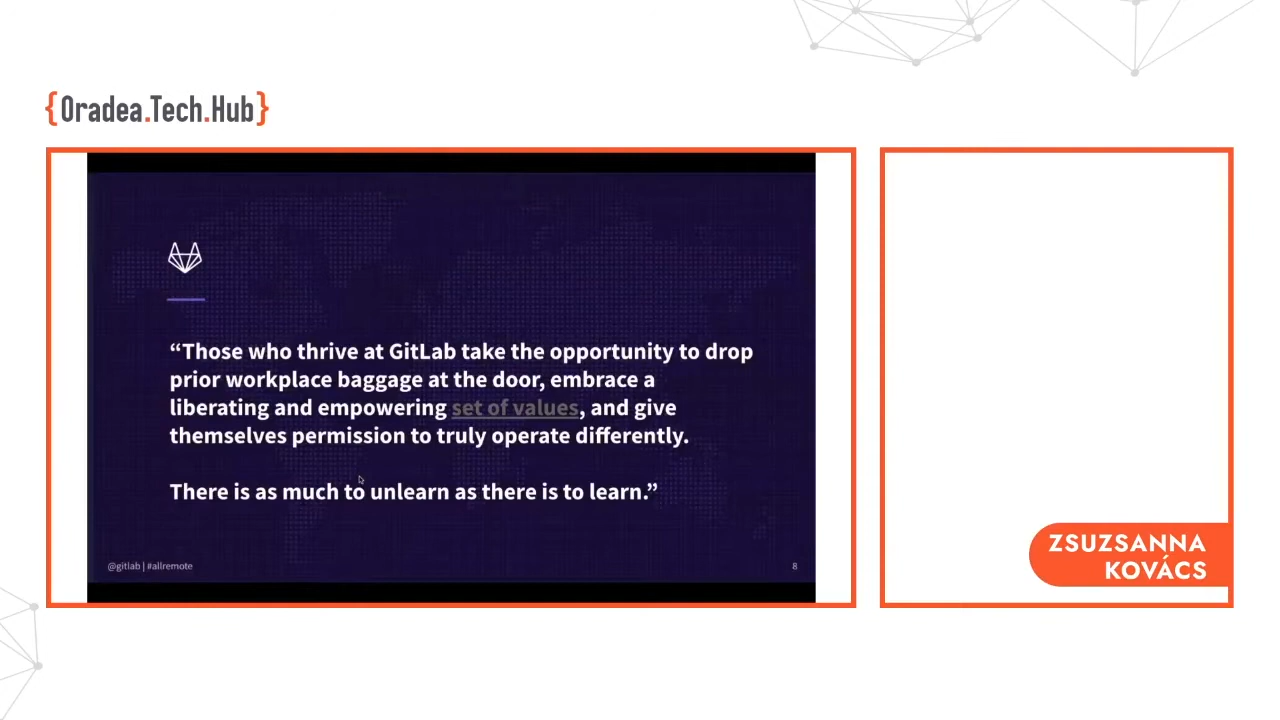 {Oradea.Tech.Hub}
“Those who thrive at GitLab take the opportunity to drop
prior workplace baggage at the door, embrace a
liberating and empowering set of values, and give
themselves permission to truly operate differently.
There is as much to unlearn as there is to learn.”
@gitlab | #allremote
8
ZSUZSANNA
KOVÁCS